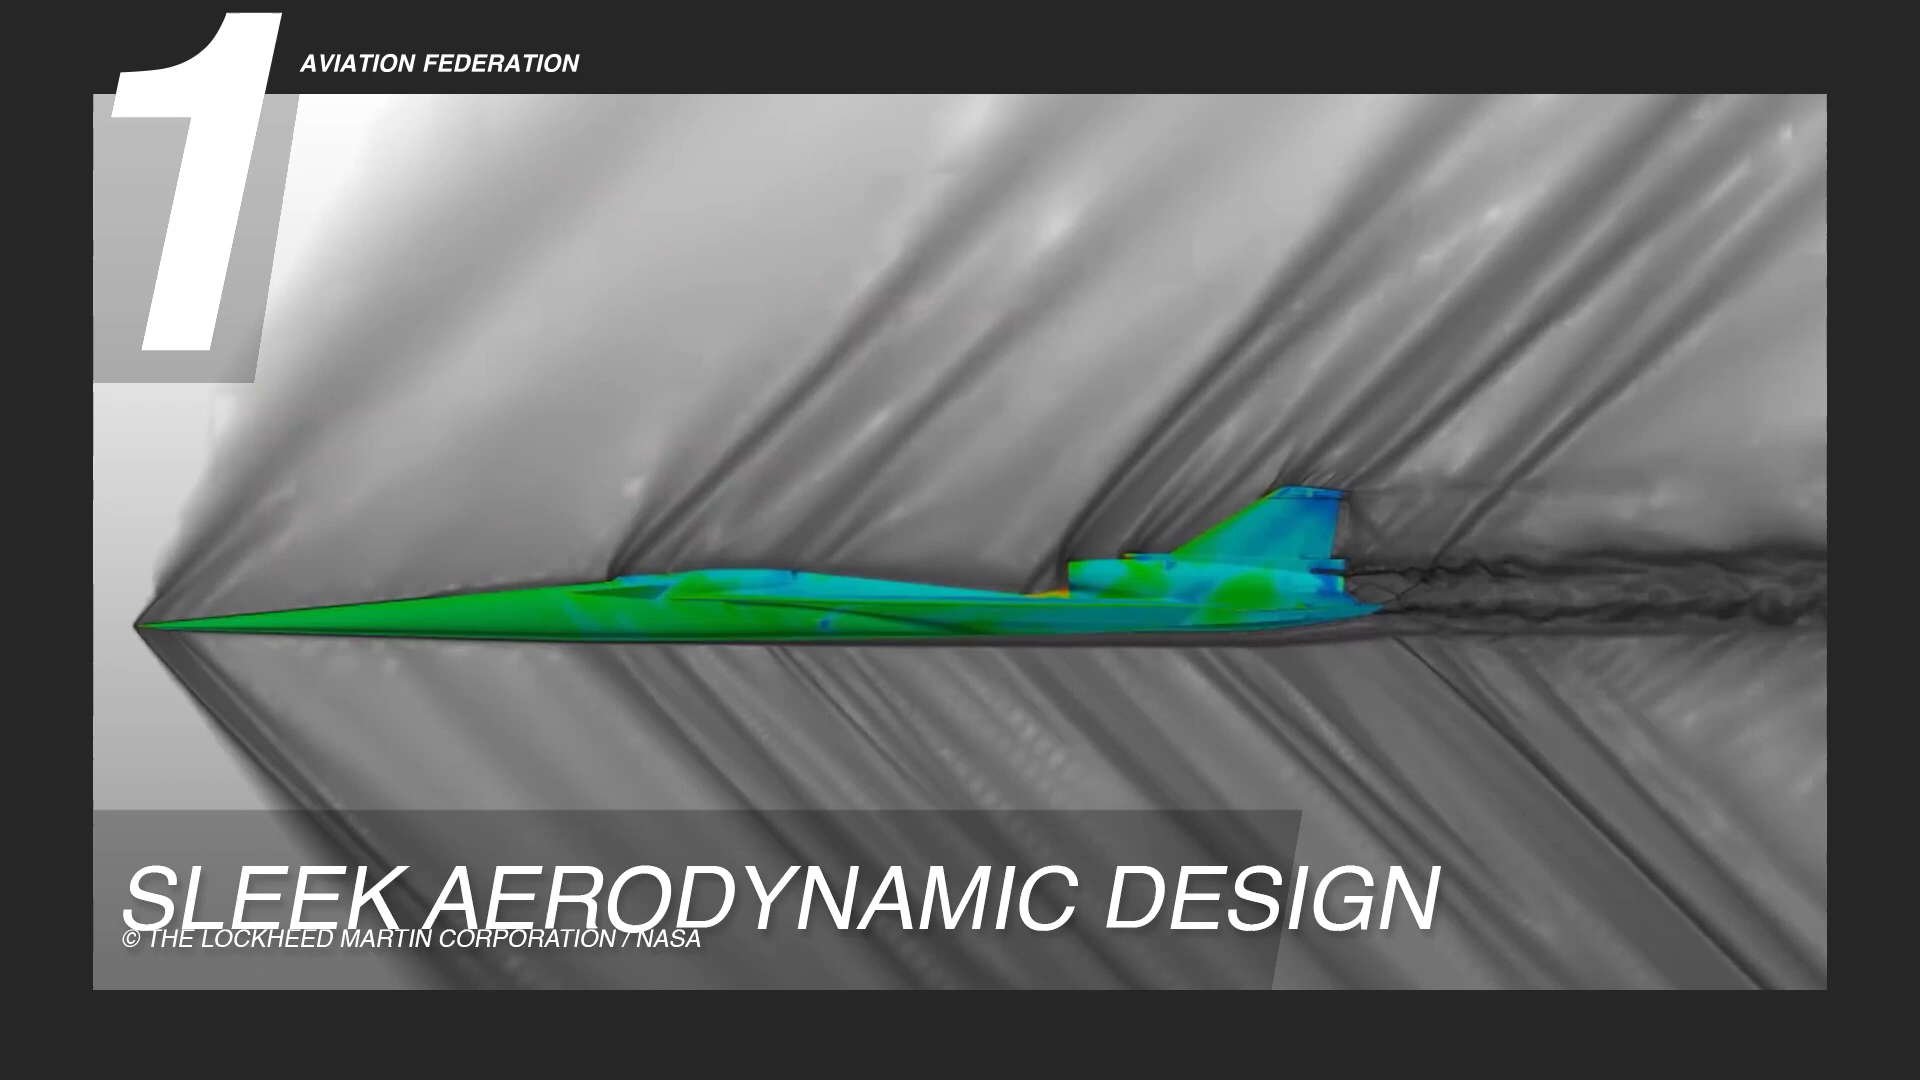 1
AVIATION FEDERATION
SLEEK AERODYNAMIC DESIGN
© THE LOCKHEED MARTIN CORPORATION / NASA